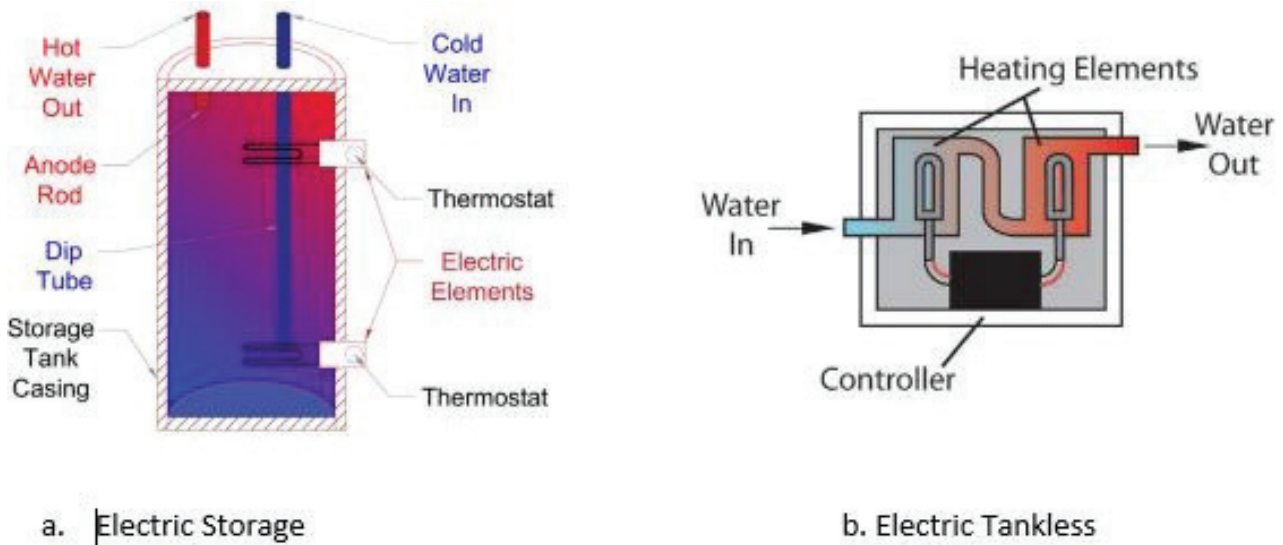 Hot
Water
Out
Cold
Water
In
Anode
Rod
Thermostat
Dip
Tube
Electric
Elements
Storage
Tank
Casing
Thermostat
Heating Elements
Water
Out
Water
In
Controller
a. Electric Storage
b. Electric Tankless